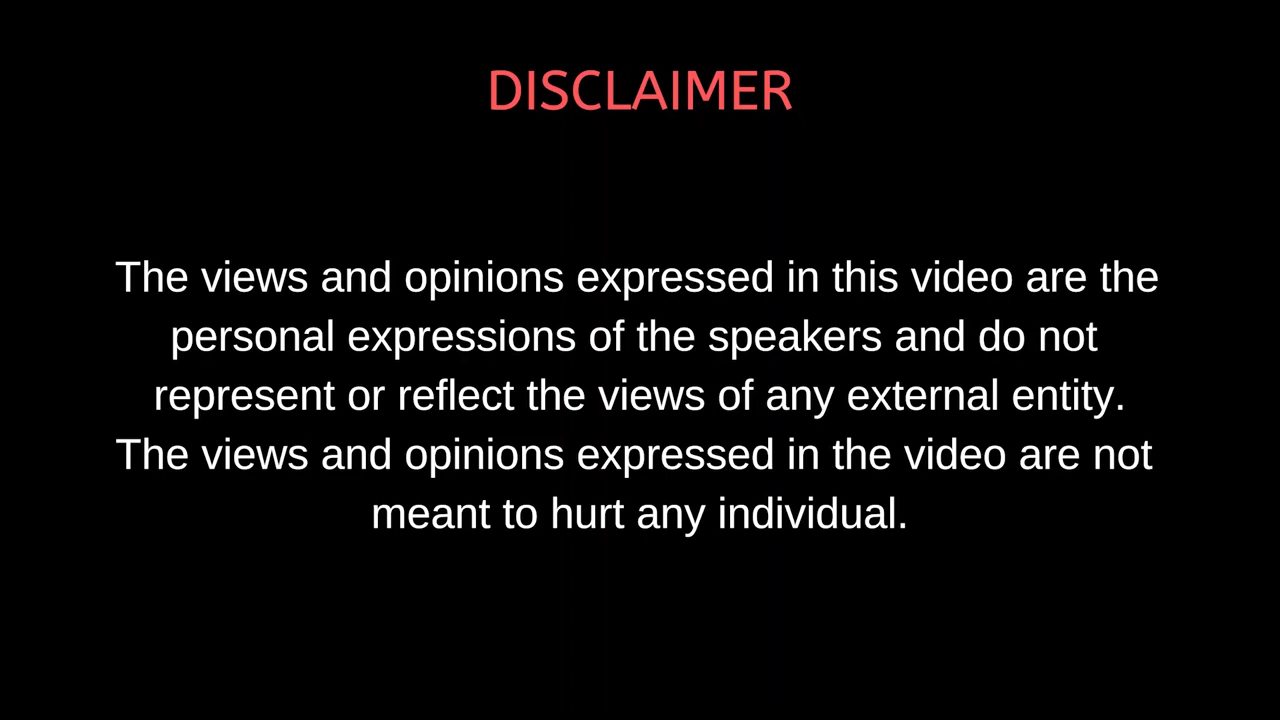 DISCLAIMER
The views and opinions expressed in this video are the
personal expressions of the speakers and do not
represent or reflect the views of any external entity.
The views and opinions expressed in the video are not
meant to hurt any individual.